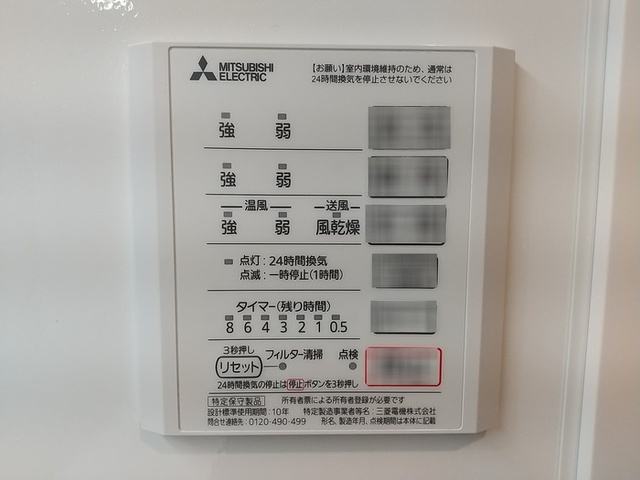 MITSUBISHI
ELECTRIC
【お願い】室内環境維持のため、通常は
24時間換気を停止させないでください
強 弱
強 弱
温風 送風
強 弱 風乾燥
点灯：24時間換気
点滅：一時停止(1時間)
タイマー(残り時間)
8 6 4 3 2 1 0.5
3秒押し
リセット フィルター清掃 点検
24時間換気の停止は停止ボタンを3秒押し
特定保守製品 所有者票による所有者登録が必要です
設計標準使用期間：10年 特定製造事業者等名：三菱電機株式会社
問合せ連絡先：0120-490-499 形名、製造年月、点検期間は本体に記載